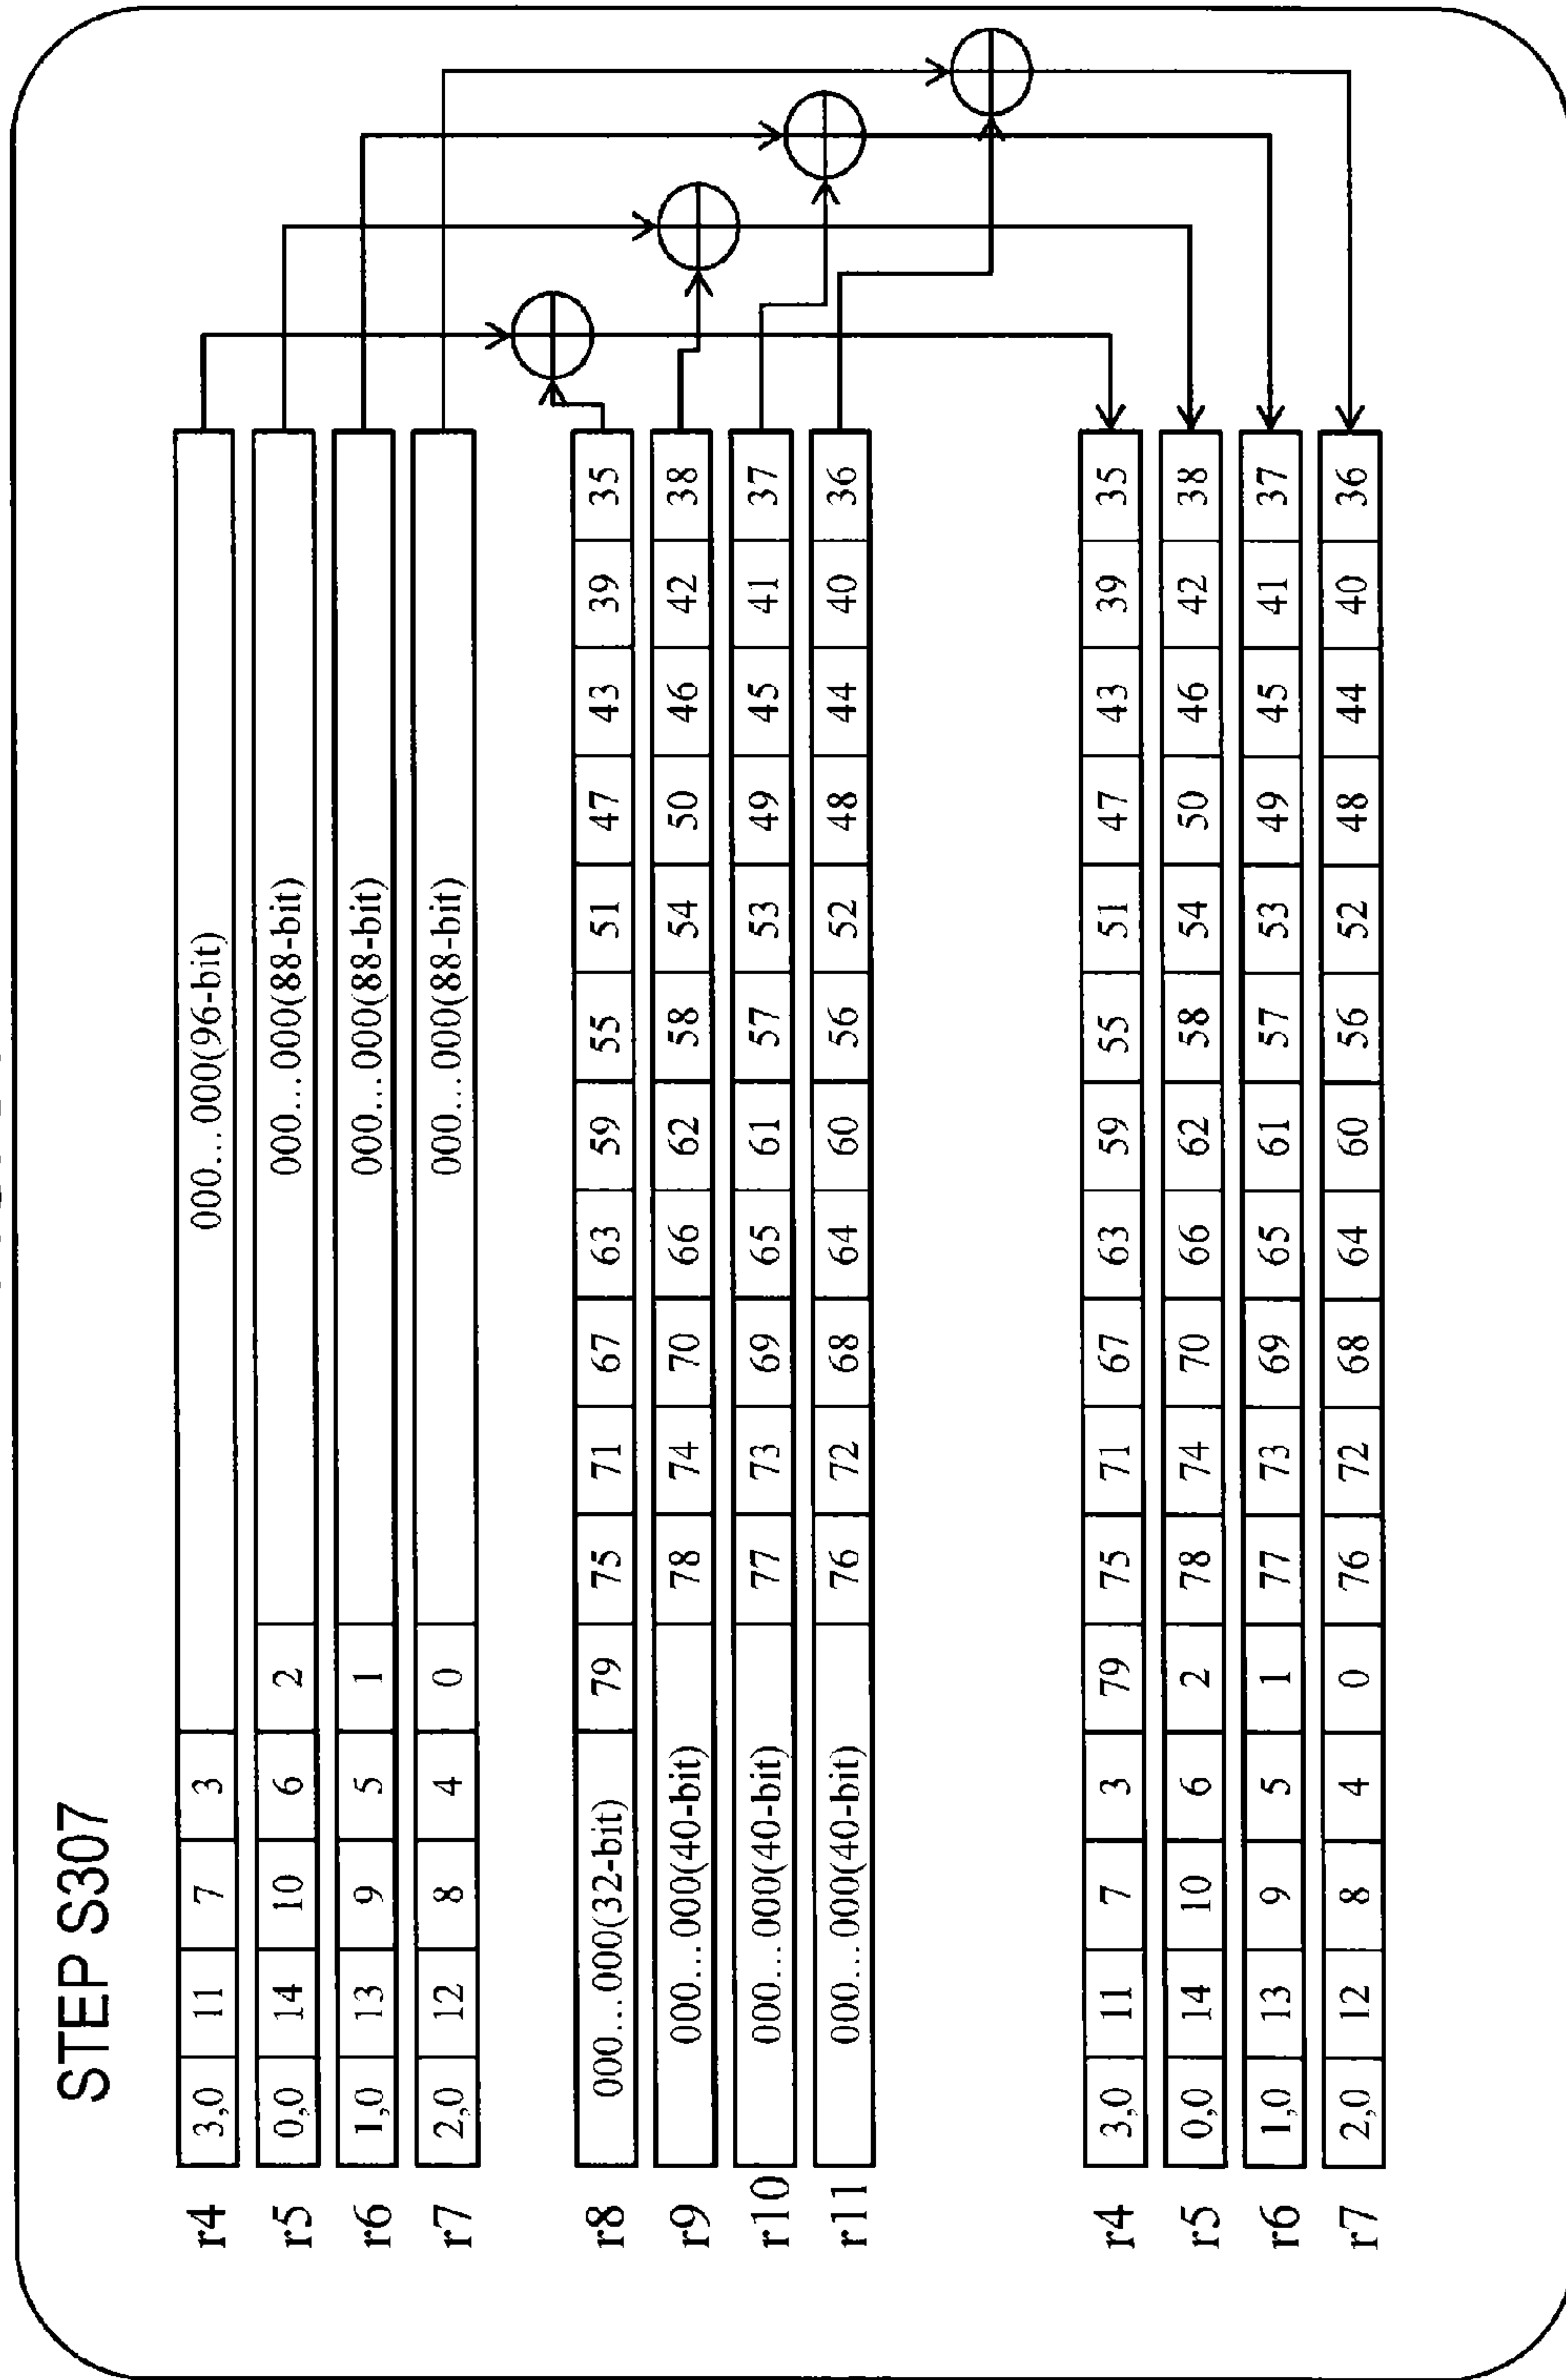 STEP S307
r4 3,0 11 7 3 000...000(96-bit)
r5 0,0 14 10 6 2 000...000(88-bit)
r6 1,0 13 9 5 1 000...000(88-bit)
r7 2,0 12 8 4 0 000...000(88-bit)
r8 000...000(32-bit) 79 75 71 67 63 59 55 51 47 43 39 35
r9 000...000(40-bit) 78 74 70 66 62 58 54 50 46 42 38
r10 000...000(40-bit) 77 73 69 65 61 57 53 49 45 41 37
r11 000...000(40-bit) 76 72 68 64 60 56 52 48 44 40 36
r4 3,0 11 7 3 79 75 71 67 63 59 55 51 47 43 39 35
r5 0,0 14 10 6 2 78 74 70 66 62 58 54 50 46 42 38
r6 1,0 13 9 5 1 77 73 69 65 61 57 53 49 45 41 37
r7 2,0 12 8 4 0 76 72 68 64 60 56 52 48 44 40 36